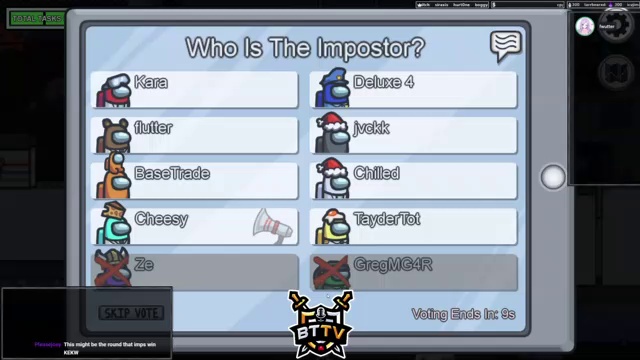 TOTAL TASKS
flutter
Who Is The Impostor?
Kara
Deluxe 4
flutter
jvckk
BaseTrade
Chilled
Cheesy
TayderTot
Ze
GregMG4R
SKIP VOTE
Voting Ends In: 9s
BTTV
This might be the round that imps win
KEKW